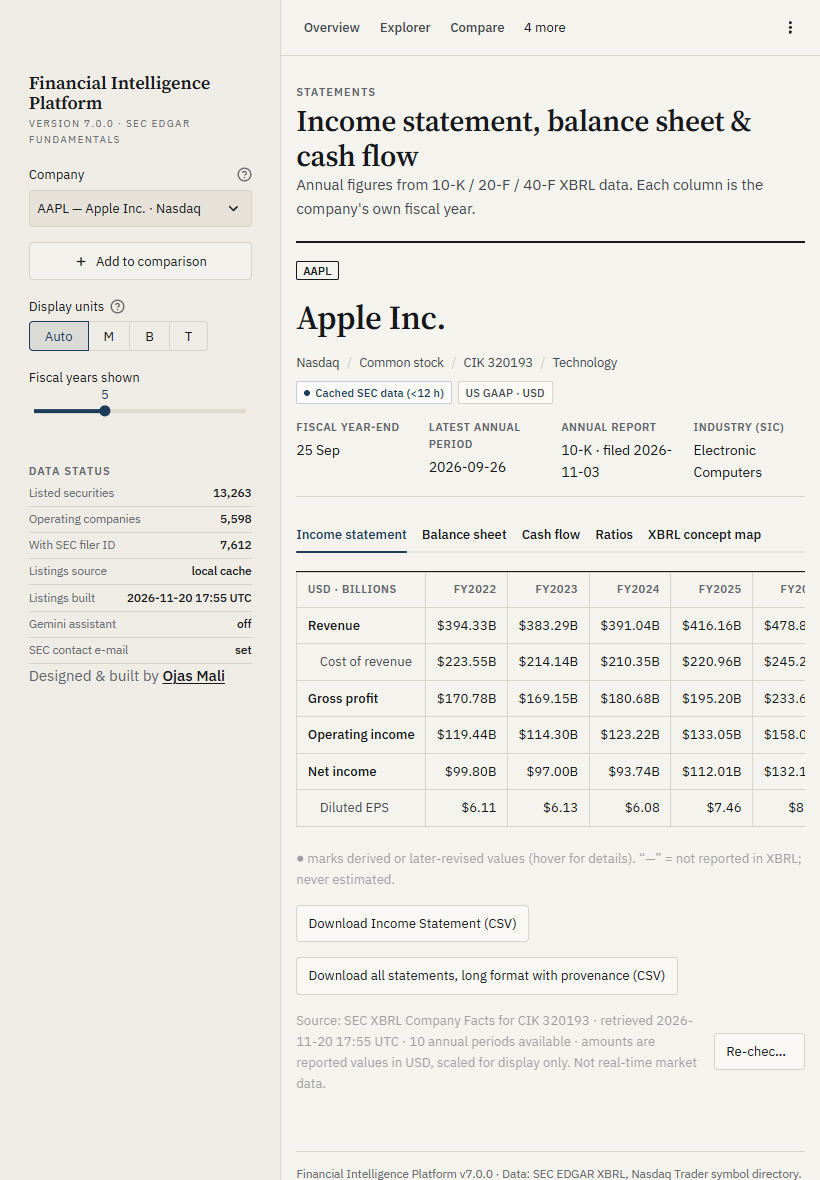 Financial Intelligence
Platform
VERSION 7.0.0 · SEC EDGAR
FUNDAMENTALS
Company
AAPL — Apple Inc. · Nasdaq
+ Add to comparison
Display units
Auto M B T
Fiscal years shown
5
DATA STATUS
Listed securities 13,263
Operating companies 5,598
With SEC filer ID 7,612
Listings source local cache
Listings built 2026-11-20 17:55 UTC
Gemini assistant off
SEC contact e-mail set
Designed & built by Ojas Mali
Overview Explorer Compare 4 more
STATEMENTS
Income statement, balance sheet &
cash flow
Annual figures from 10-K / 20-F / 40-F XBRL data. Each column is the
company's own fiscal year.
AAPL
Apple Inc.
Nasdaq / Common stock / CIK 320193 / Technology
● Cached SEC data (<12 h) US GAAP · USD
FISCAL YEAR-END
25 Sep
LATEST ANNUAL
PERIOD
2026-09-26
ANNUAL REPORT
10-K · filed 2026-
11-03
INDUSTRY (SIC)
Electronic
Computers
Income statement Balance sheet Cash flow Ratios XBRL concept map
USD · BILLIONS FY2022 FY2023 FY2024 FY2025 FY20
Revenue $394.33B $383.29B $391.04B $416.16B $478.8
Cost of revenue $223.55B $214.14B $210.35B $220.96B $245.2
Gross profit $170.78B $169.15B $180.68B $195.20B $233.6
Operating income $119.44B $114.30B $123.22B $133.05B $158.0
Net income $99.80B $97.00B $93.74B $112.01B $132.1
Diluted EPS $6.11 $6.13 $6.08 $7.46 $8
● marks derived or later-revised values (hover for details). “—” = not reported in XBRL;
never estimated.
Download Income Statement (CSV)
Download all statements, long format with provenance (CSV)
Source: SEC XBRL Company Facts for CIK 320193 · retrieved 2026-
11-20 17:55 UTC · 10 annual periods available · amounts are
reported values in USD, scaled for display only. Not real-time market
data.
Re-chec...
Financial Intelligence Platform v7.0.0 · Data: SEC EDGAR XBRL, Nasdaq Trader symbol directory.